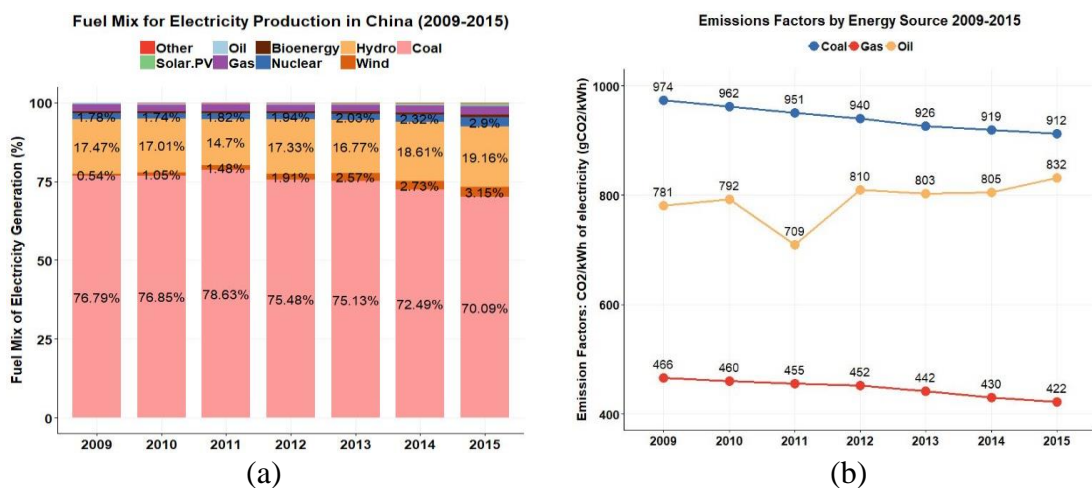 Fuel Mix for Electricity Production in China (2009-2015)
Other Oil Bioenergy Hydro Coal
Solar.PV Gas Nuclear Wind
Fuel Mix of Electricity Generation (%)
100
75
50
25
0
1.78% 1.74% 1.82% 1.94% 2.03% 2.32% 2.9%
17.47% 17.01% 14.7% 17.33% 16.77% 18.61% 19.16%
0.54% 1.05% 1.48% 1.91% 2.57% 2.73% 3.15%
76.79% 76.85% 78.63% 75.48% 75.13% 72.49% 70.09%
2009 2010 2011 2012 2013 2014 2015
(a)
Emissions Factors by Energy Source 2009-2015
Coal Gas Oil
Emission Factors: CO2/kWh of electricity (gCO2/kWh)
1000
800
600
400
974 962 951 940 926 919 912
781 792 709 810 803 805 832
466 460 455 452 442 430 422
2009 2010 2011 2012 2013 2014 2015
(b)